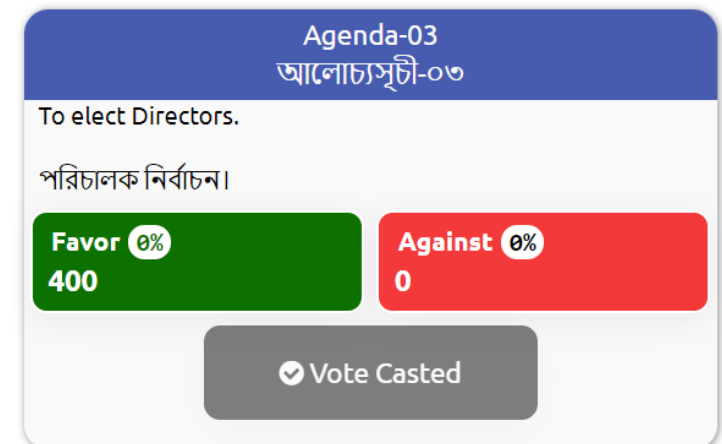 Agenda-03
আলোচ্যসূচী-০৩
To elect Directors.
পরিচালক নির্বাচন।
Favor 0%
400
Against 0%
0
Vote Casted